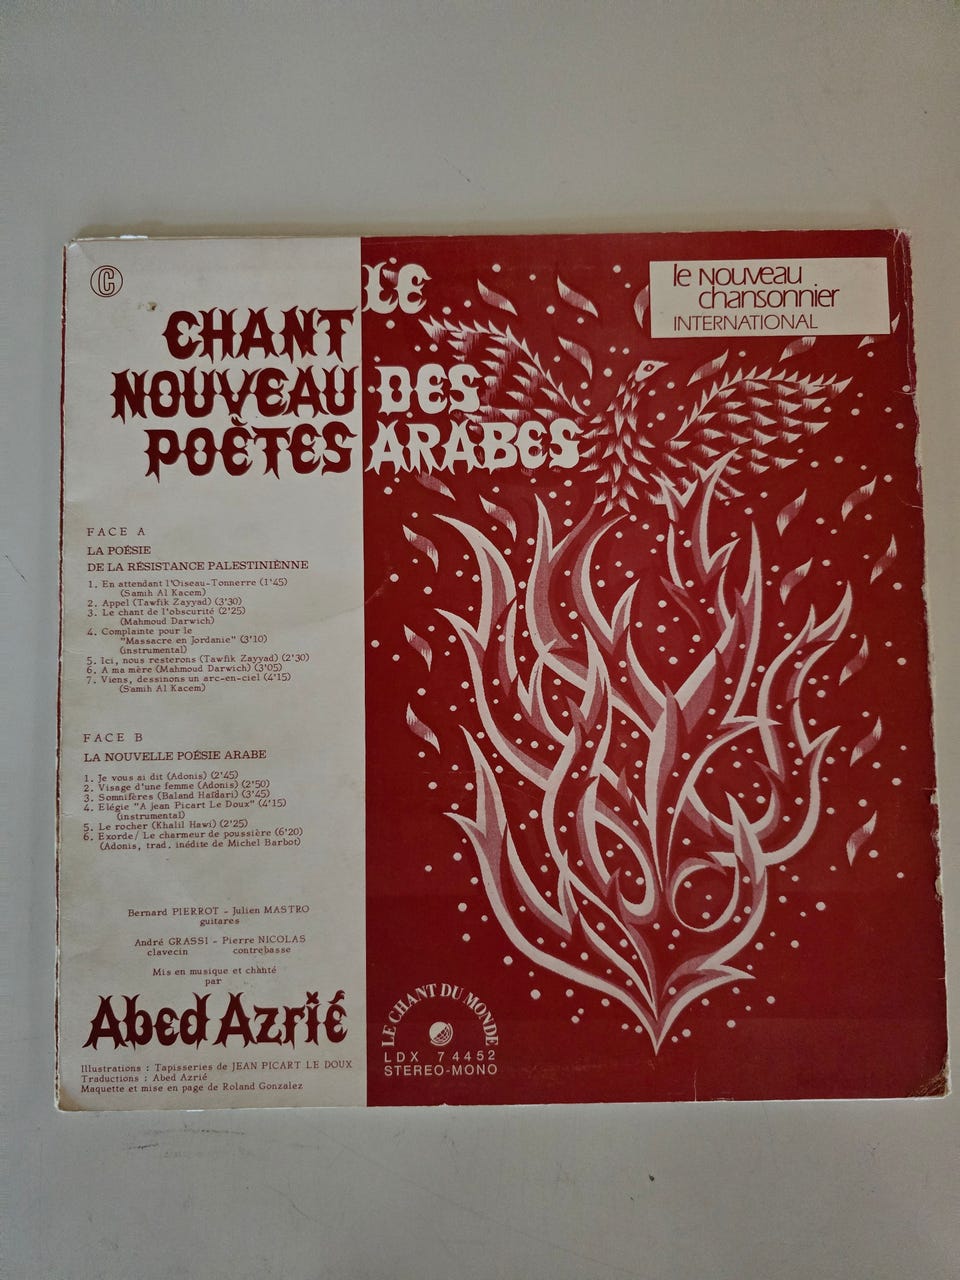 C
LE
CHANT
NOUVEAU DES
POÈTES ARABES
le nouveau
chansonnier
INTERNATIONAL
FACE A
LA POÉSIE
DE LA RÉSISTANCE PALESTINIÈNNE
1. En attendant l'Oiseau-Tonnerre (1'45)
(Samih Al Kacem)
2. Appel (Tawfik Zayyad) (3'30)
3. Le chant de l'obscurité (2'25)
(Mahmoud Darwich)
4. Complainte pour le
"Massacre en Jordanie" (3'10)
(instrumental)
5. Ici, nous resterons (Tawfik Zayyad) (2'30)
6. A ma mère (Mahmoud Darwich) (3'05)
7. Viens, dessinons un arc-en-ciel (4'15)
(Samih Al Kacem)
FACE B
LA NOUVELLE POÉSIE ARABE
1. Je vous ai dit (Adonis) (2'45)
2. Visage d'une femme (Adonis) (2'50)
3. Somnifères (Baland Haïdari) (3'45)
4. Elégie "A jean Picart Le Doux" (4'15)
(instrumental)
5. Le rocher (Khalil Hawi) (2'25)
6. Exorde/ Le charmeur de poussière (6'20)
(Adonis, trad. inédite de Michel Barbot)
Bernard PIERROT - Julien MASTRO
guitares
André GRASSI - Pierre NICOLAS
clavecin contrebasse
Mis en musique et chanté
par
Abed Azrié
Illustrations : Tapisseries de JEAN PICART LE DOUX
Traductions : Abed Azrié
Maquette et mise en page de Roland Gonzalez
LE CHANT DU MONDE
LDX 74452
STEREO-MONO